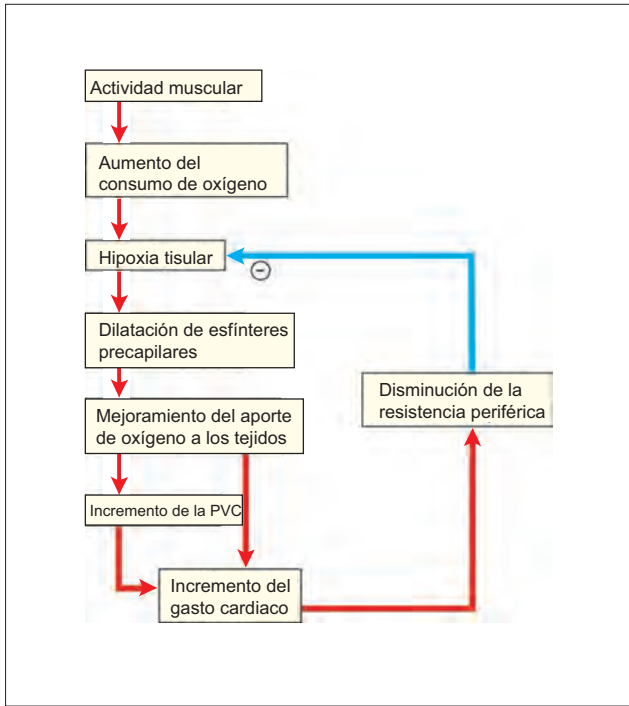 Actividad muscular
Aumento del
consumo de oxígeno
Hipoxia tisular
−
Dilatación de esfínteres
precapilares
Mejoramiento del aporte
de oxígeno a los tejidos
Incremento de la PVC
Incremento del
gasto cardiaco
Disminución de la
resistencia periférica